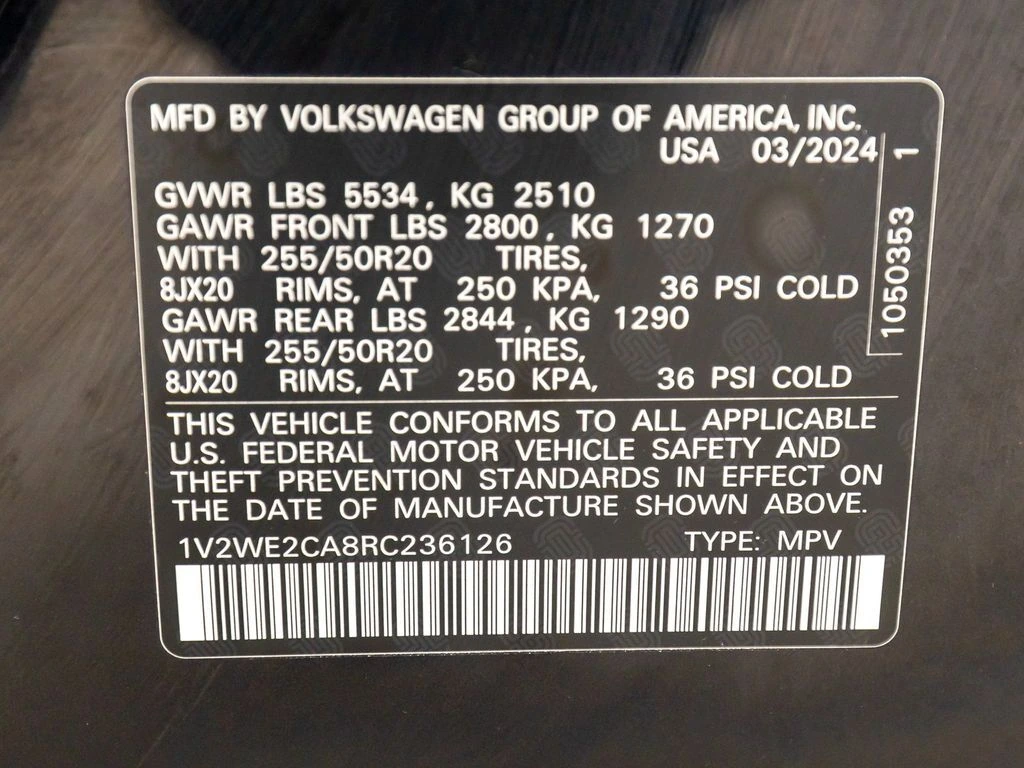 MFD BY VOLKSWAGEN GROUP OF AMERICA, INC.
USA 03/2024
GVWR LBS 5534, KG 2510
GAWR FRONT LBS 2800, KG 1270
WITH 255/50R20 TIRES,
8JX20 RIMS, AT 250 KPA, 36 PSI COLD
GAWR REAR LBS 2844, KG 1290
WITH 255/50R20 TIRES,
8JX20 RIMS, AT 250 KPA, 36 PSI COLD
THIS VEHICLE CONFORMS TO ALL APPLICABLE
U.S. FEDERAL MOTOR VEHICLE SAFETY AND
THEFT PREVENTION STANDARDS IN EFFECT ON
THE DATE OF MANUFACTURE SHOWN ABOVE.
1V2WE2CA8RC236126 TYPE: MPV
1050353 1